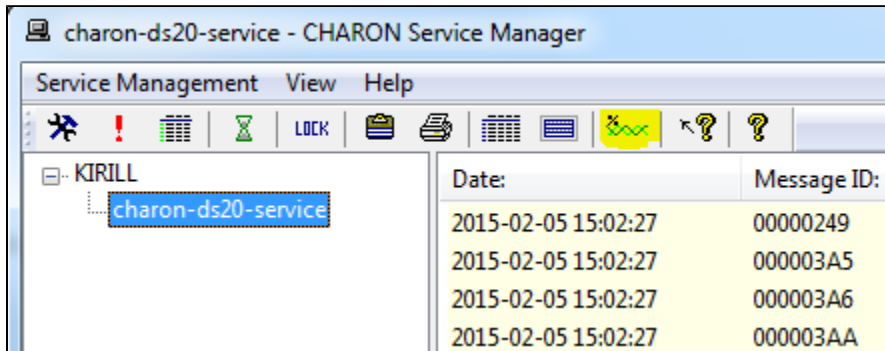 charon-ds20-service - CHARON Service Manager
Service Management View Help
LOCK
KIRILL
charon-ds20-service
Date: Message ID:
2015-02-05 15:02:27 00000249
2015-02-05 15:02:27 000003A5
2015-02-05 15:02:27 000003A6
2015-02-05 15:02:27 000003AA